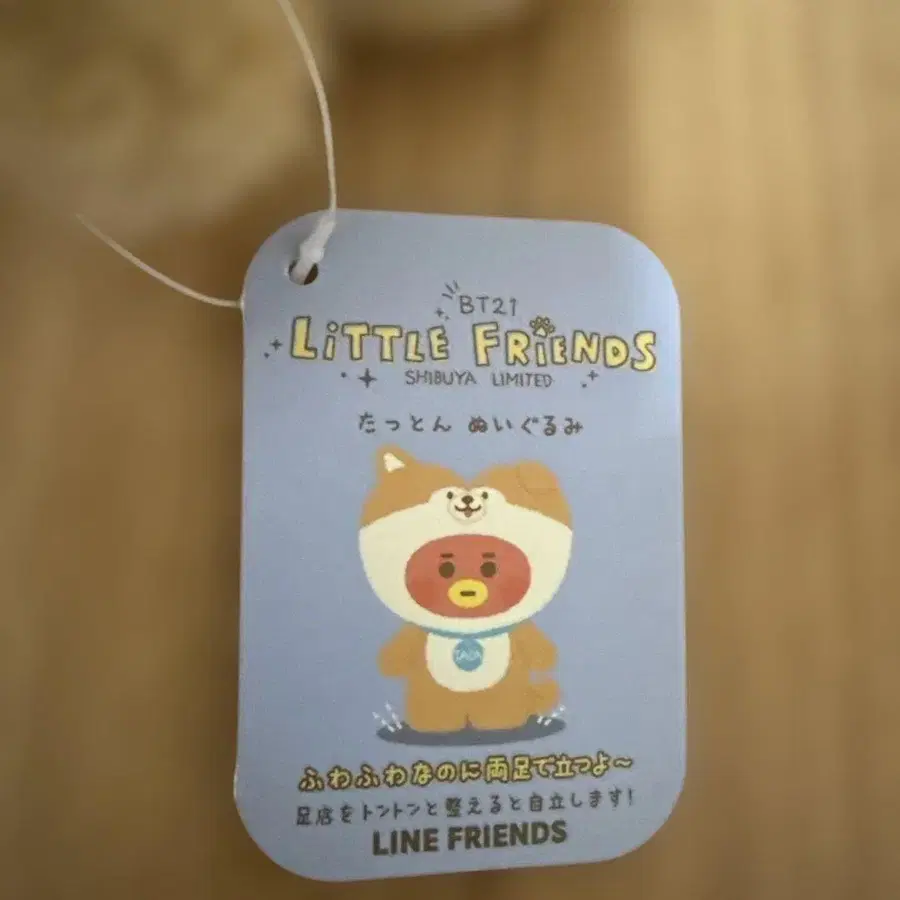 BT21
LiTTLE FRiENDS
SHIBUYA LIMITED
たっとん ぬいぐるみ
TATA
ふわふわなのに両足で立つよ〜
足底をトントンと整えると自立します!
LINE FRIENDS